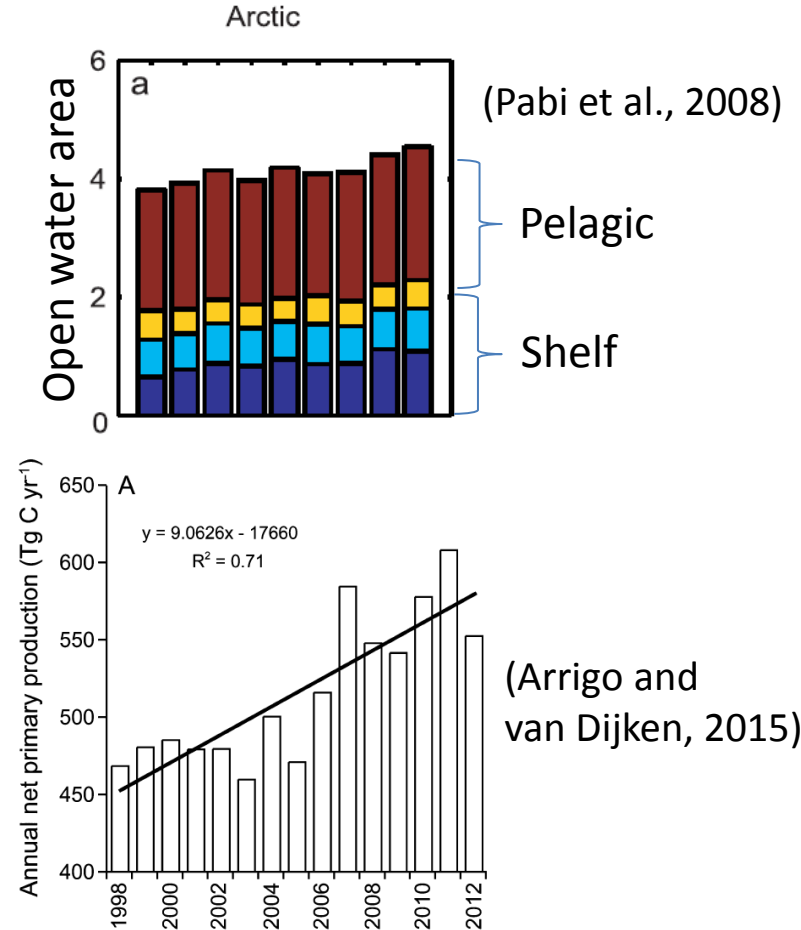 Arctic
a
6
4
2
0
Open water area
(Pabi et al., 2008)
Pelagic
Shelf
A
650
600
550
500
450
400
Annual net primary production (Tg C yr⁻¹)
y = 9.0626x - 17660
R² = 0.71
1998
2000
2002
2004
2006
2008
2010
2012
(Arrigo and
van Dijken, 2015)